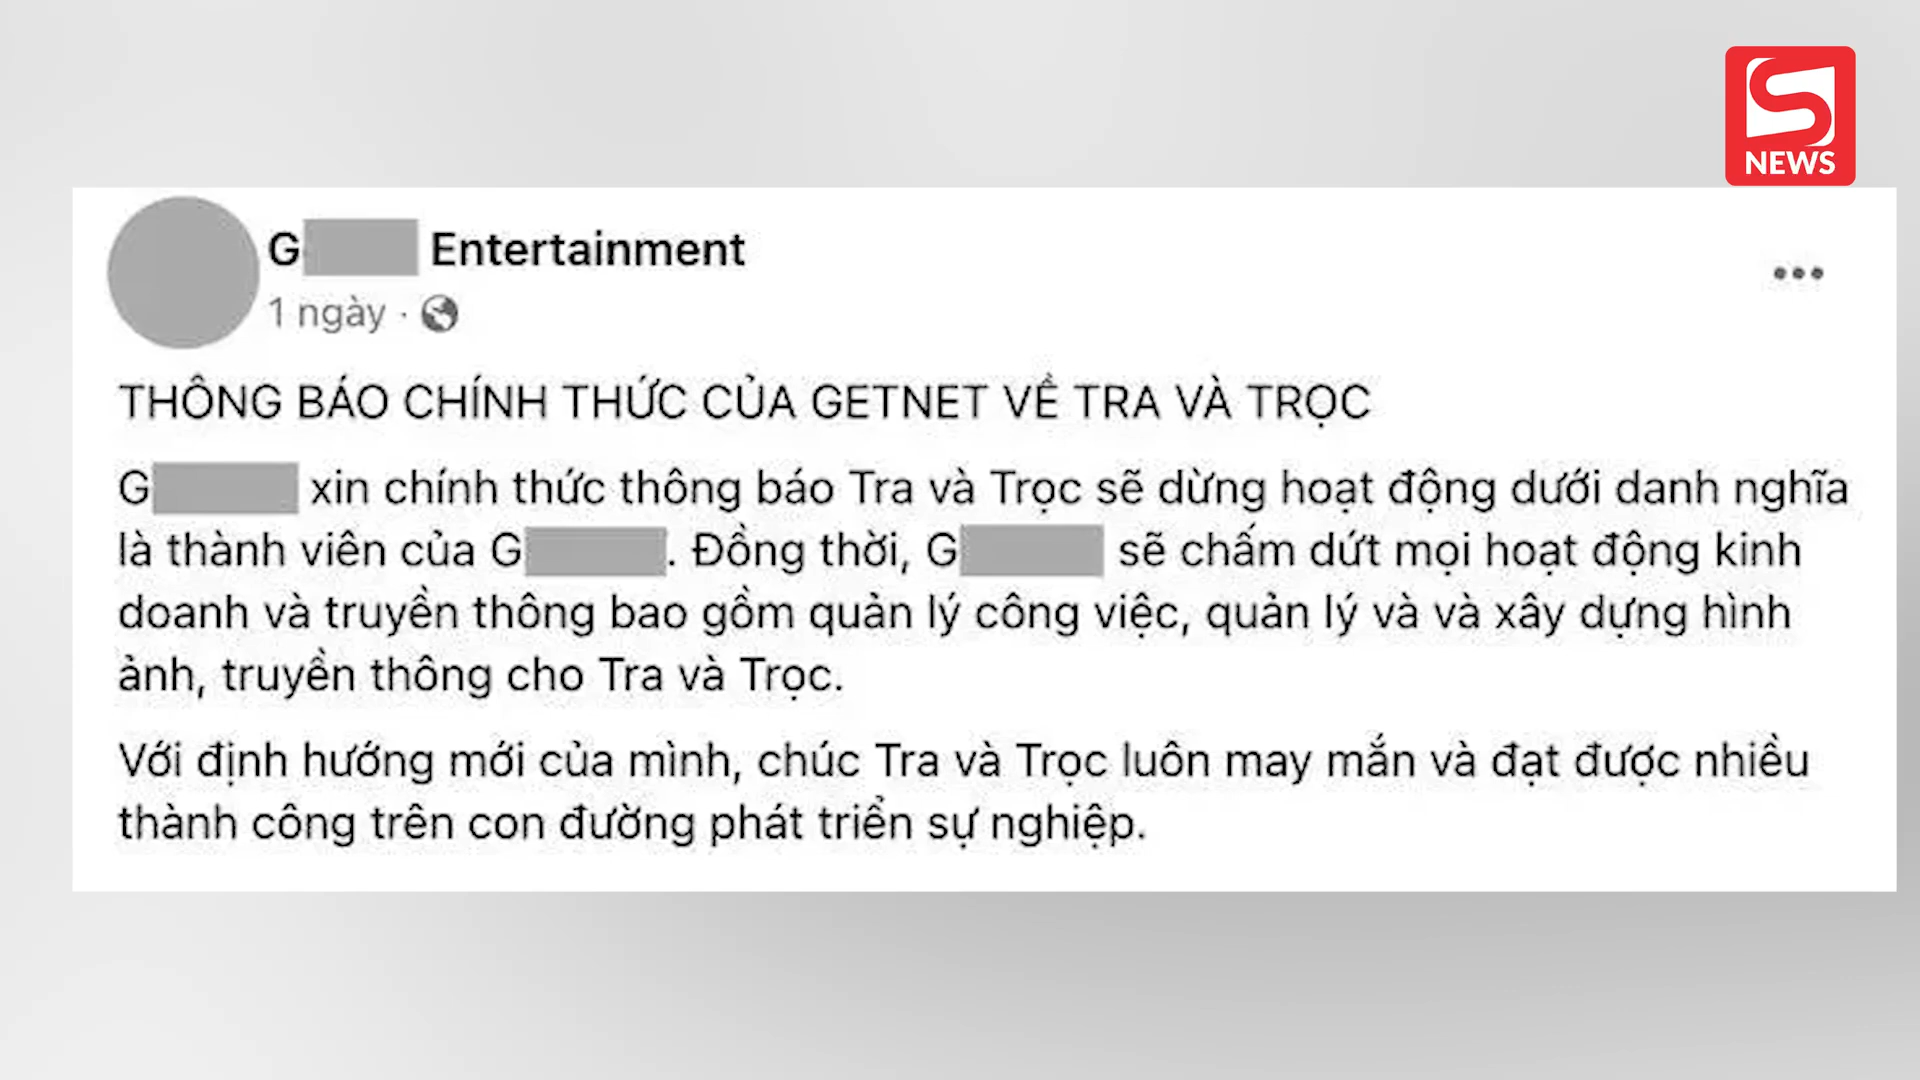 S
NEWS
G Entertainment
1 ngày ·
THÔNG BÁO CHÍNH THỨC CỦA GETNET VỀ TRA VÀ TRỌC
G xin chính thức thông báo Tra và Trọc sẽ dừng hoạt động dưới danh nghĩa
là thành viên của G . Đồng thời, G sẽ chấm dứt mọi hoạt động kinh
doanh và truyền thông bao gồm quản lý công việc, quản lý và và xây dựng hình
ảnh, truyền thông cho Tra và Trọc.
Với định hướng mới của mình, chúc Tra và Trọc luôn may mắn và đạt được nhiều
thành công trên con đường phát triển sự nghiệp.